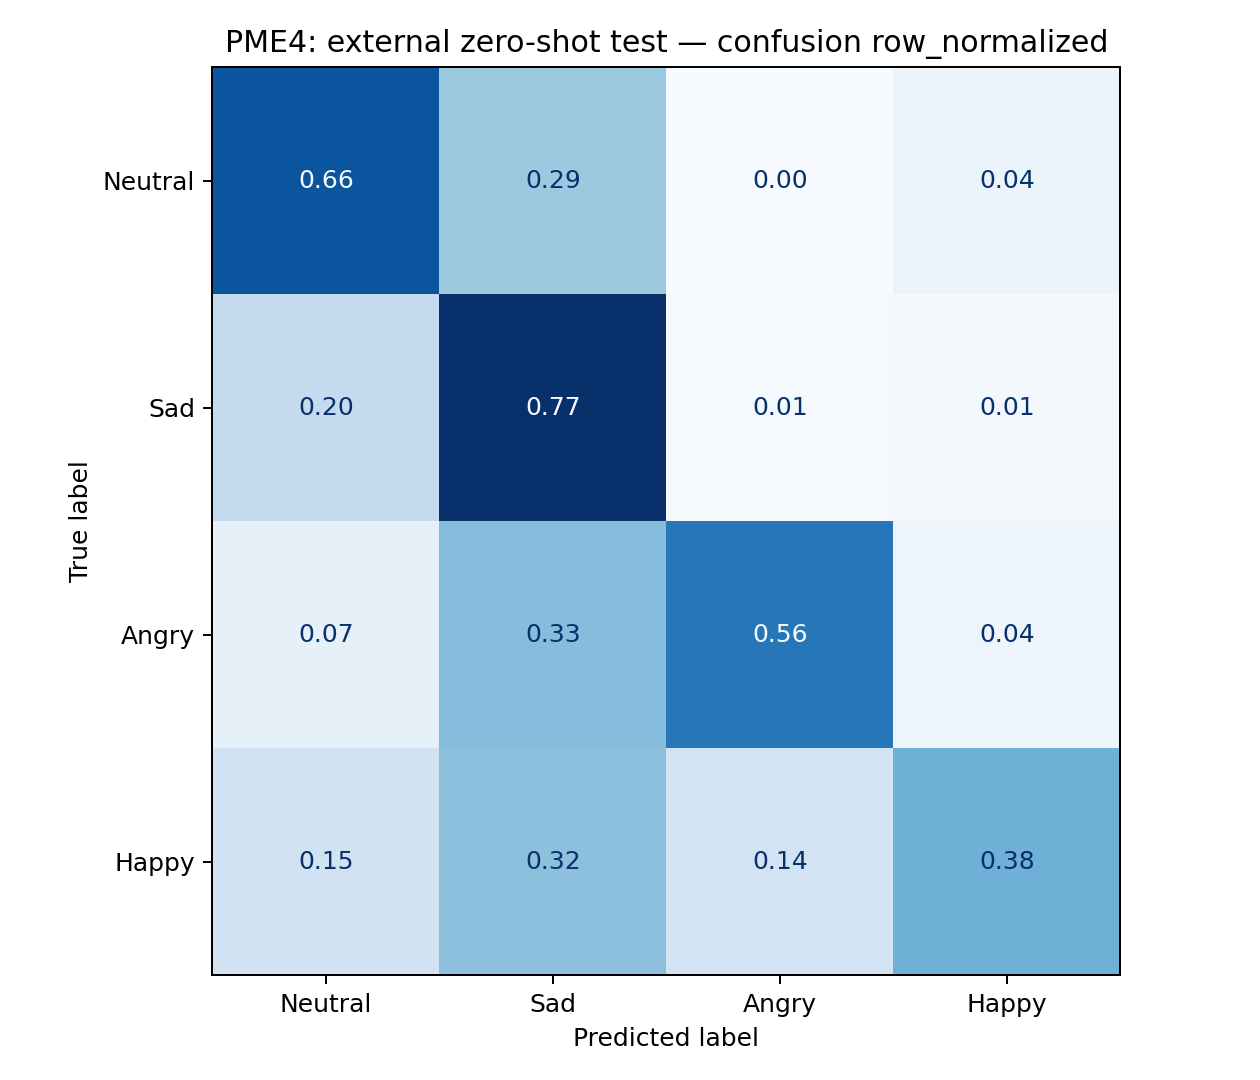 PME4: external zero-shot test — confusion row_normalized
Neutral 0.66 0.29 0.00 0.04
Sad 0.20 0.77 0.01 0.01
Angry 0.07 0.33 0.56 0.04
Happy 0.15 0.32 0.14 0.38
True label
Neutral Sad Angry Happy
Predicted label